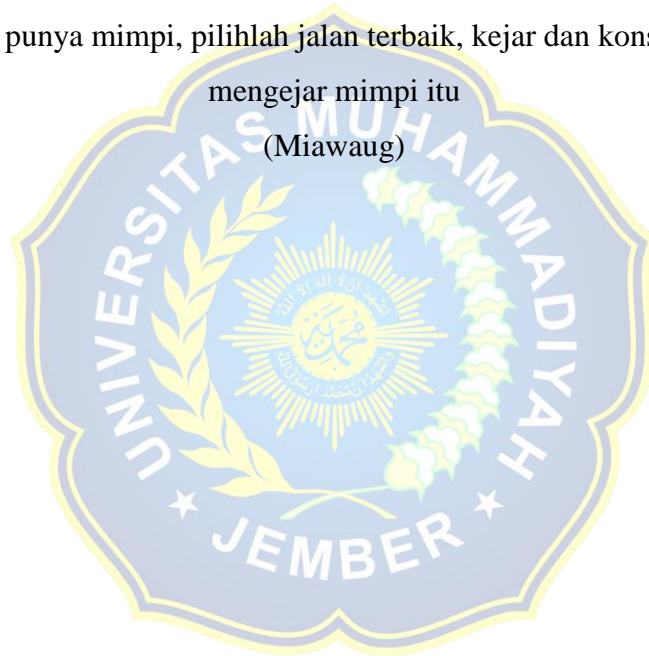 punya mimpi, pilihlah jalan terbaik, kejar dan kons
mengejar mimpi itu
(Miawaug)
UNIVERSITAS MUHAMMADIYAH
JEMBER